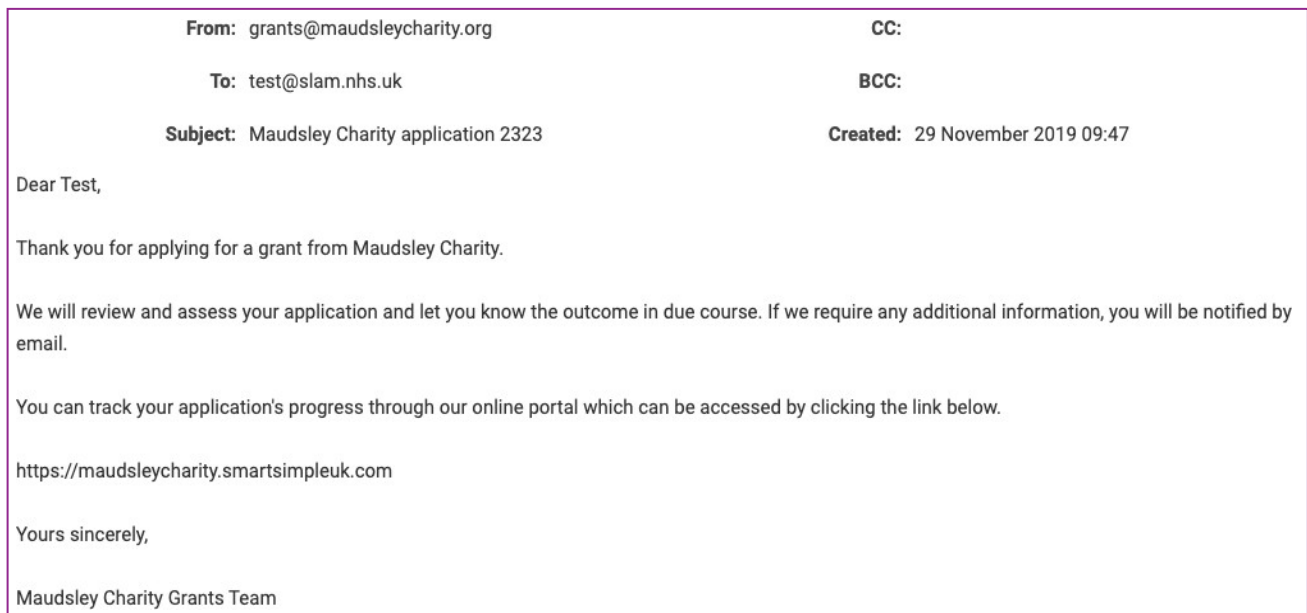 From: grants@maudsleycharity.org CC:
To: test@slam.nhs.uk BCC:
Subject: Maudsley Charity application 2323 Created: 29 November 2019 09:47
Dear Test,
Thank you for applying for a grant from Maudsley Charity.
We will review and assess your application and let you know the outcome in due course. If we require any additional information, you will be notified by
email.
You can track your application's progress through our online portal which can be accessed by clicking the link below.
https://maudsleycharity.smartsimpleuk.com
Yours sincerely,
Maudsley Charity Grants Team